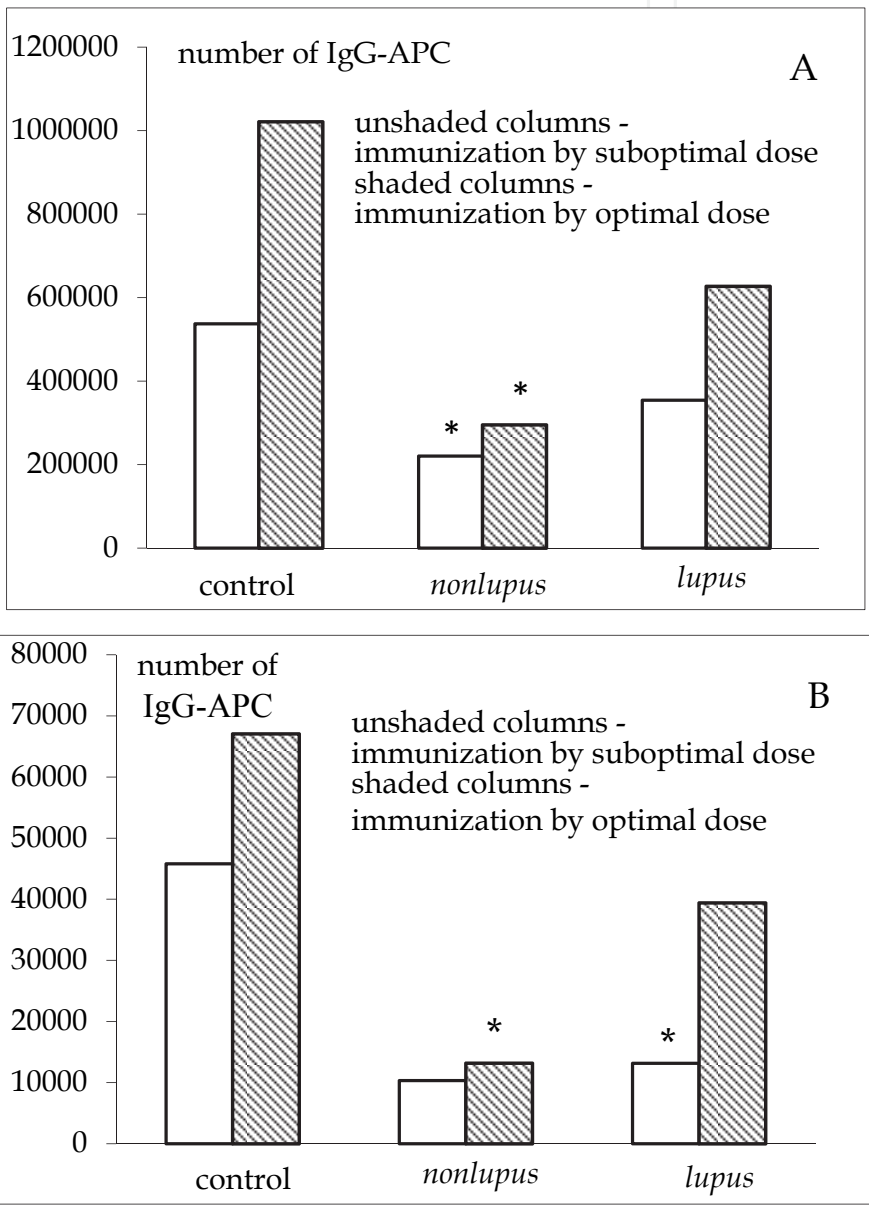 1200000
number of IgG-APC
A
1000000
unshaded columns -
immunization by suboptimal dose
shaded columns -
immunization by optimal dose
800000
600000
400000
*
*
200000
0
control
nonlupus
lupus
80000
number of
IgG-APC
B
70000
unshaded columns -
immunization by suboptimal dose
shaded columns -
immunization by optimal dose
60000
50000
40000
30000
20000
*
*
10000
0
control
nonlupus
lupus